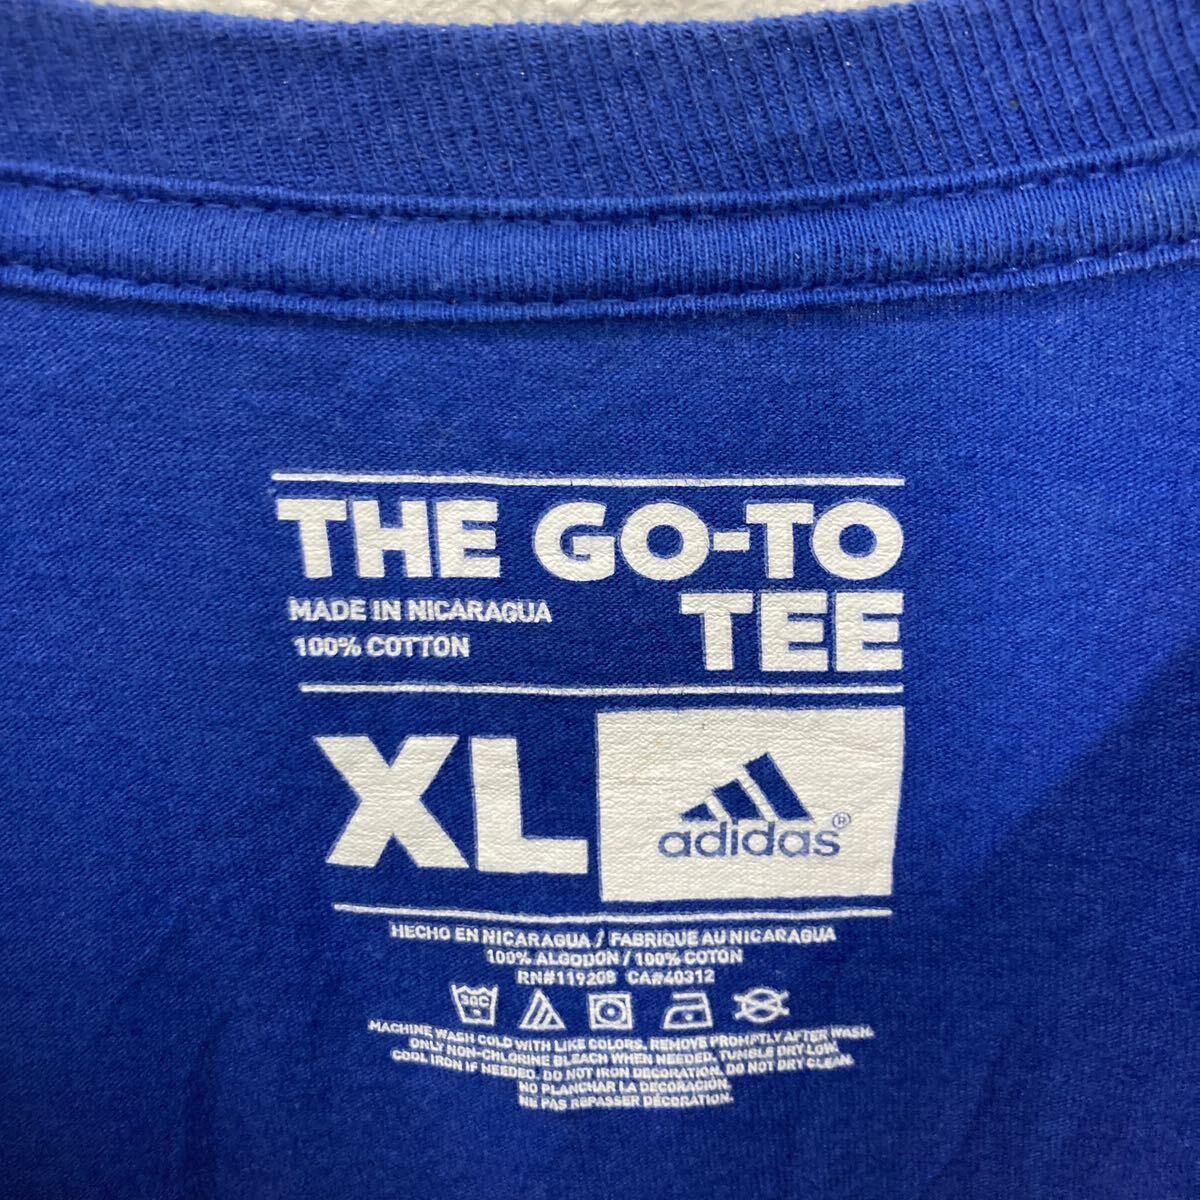 THE GO-TO
MADE IN NICARAGUA TEE
100% COTTON
XL
adidas®
HECHO EN NICARAGUA / FABRIQUE AU NICARAGUA
100% ALGODON / 100% COTON
RN#119208 CA#40312
30C
MACHINE WASH COLD WITH LIKE COLORS. REMOVE PROMPTLY AFTER WASH.
ONLY NON-CHLORINE BLEACH WHEN NEEDED. TUMBLE DRY LOW.
COOL IRON IF NEEDED. DO NOT IRON DECORATION. DO NOT DRY CLEAN.
NO PLANCHAR LA DECORACIÓN.
NE PAS REPASSER DÉCORATION.